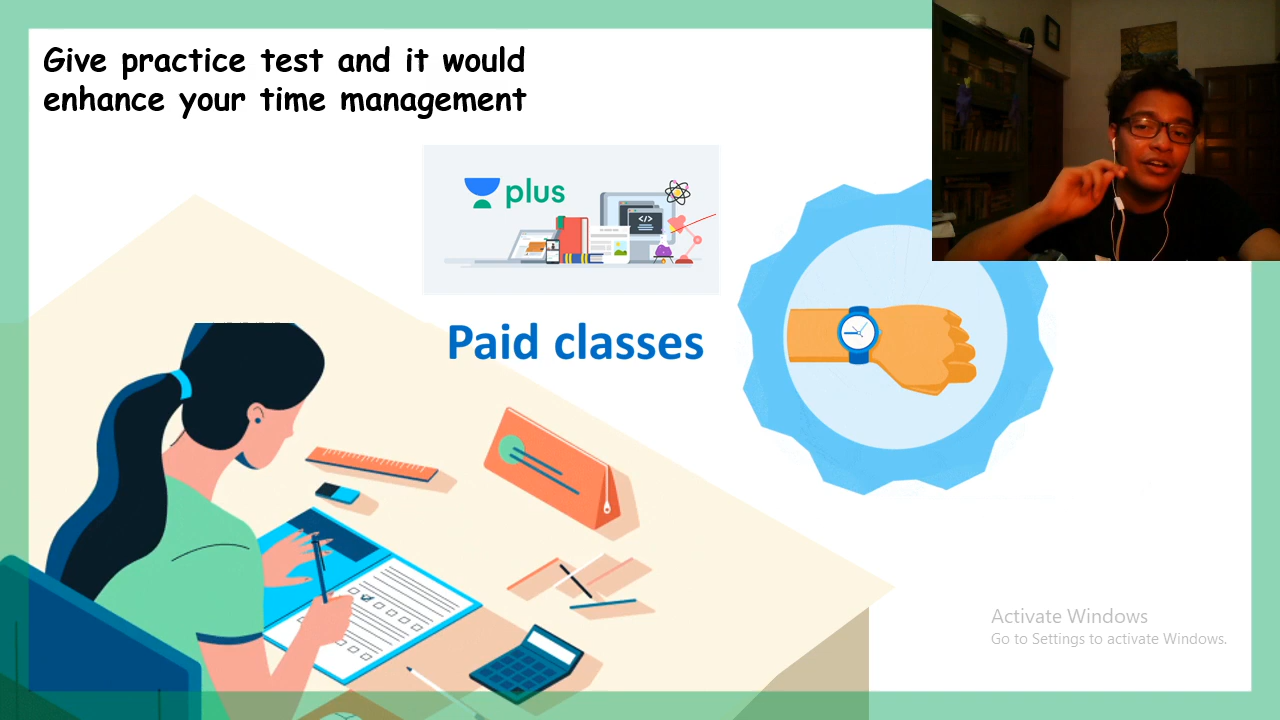 Give practice test and it would
enhance your time management
plus
</>
Paid classes
Activate Windows
Go to Settings to activate Windows.